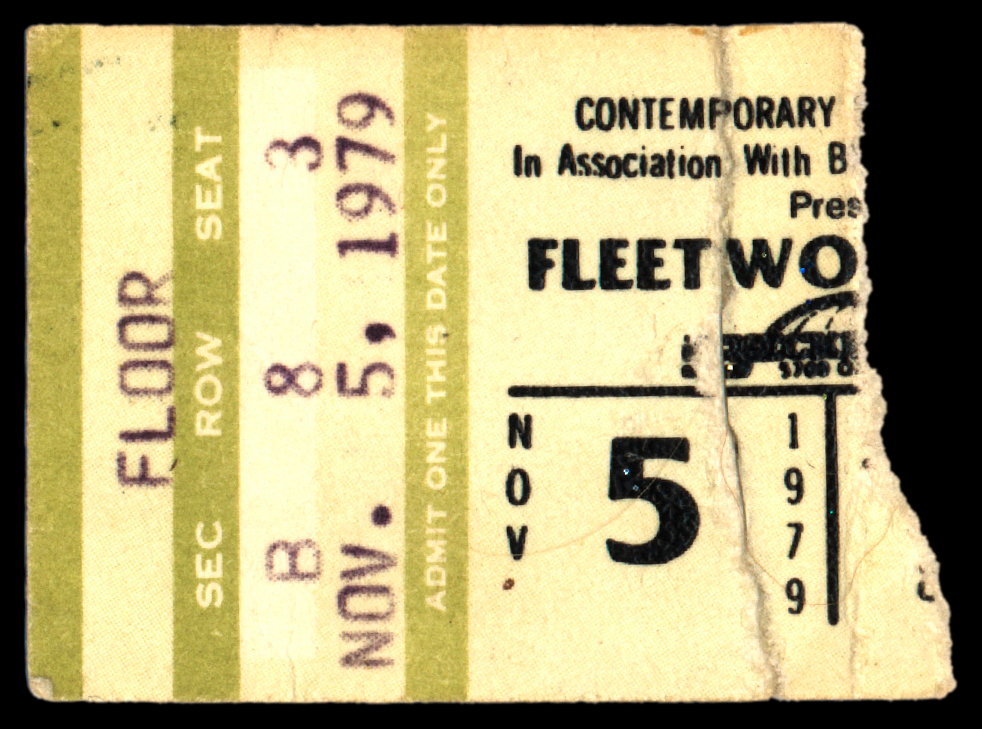 FLOOR
SEC ROW SEAT
B 8 3
NOV. 5, 1979
ADMIT ONE THIS DATE ONLY
CONTEMPORARY
In Association With B
Pres
FLEETWO
NOV
5
1979